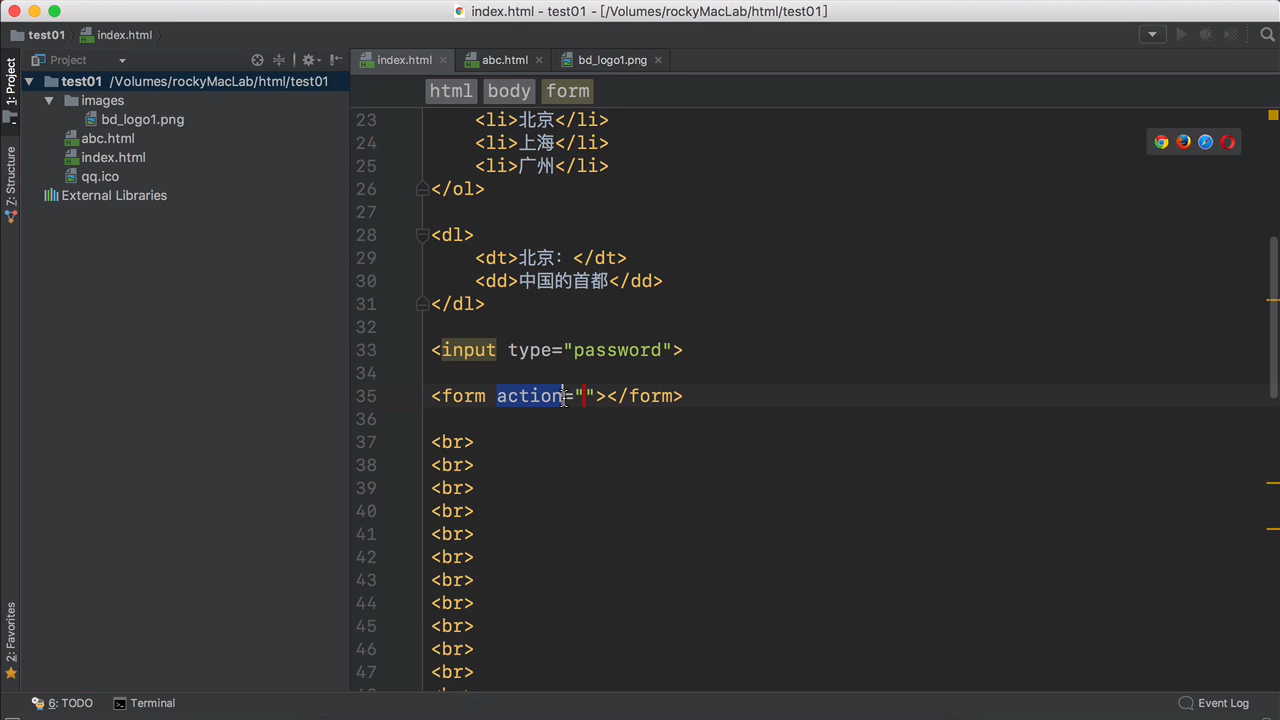 index.html - test01 - [/Volumes/rockyMacLab/html/test01]
test01 index.html
1: Project
Z: Structure
2: Favorites
Project
test01 /Volumes/rockyMacLab/html/test01
images
bd_logo1.png
abc.html
index.html
qq.ico
External Libraries
index.html abc.html bd_logo1.png
html body form
23 <li>北京</li>
24 <li>上海</li>
25 <li>广州</li>
26 </ol>
27
28 <dl>
29 <dt>北京：</dt>
30 <dd>中国的首都</dd>
31 </dl>
32
33 <input type="password">
34
35 <form action=""></form>
36
37 <br>
38 <br>
39 <br>
40 <br>
41 <br>
42 <br>
43 <br>
44 <br>
45 <br>
46 <br>
47 <br>
6: TODO Terminal Event Log